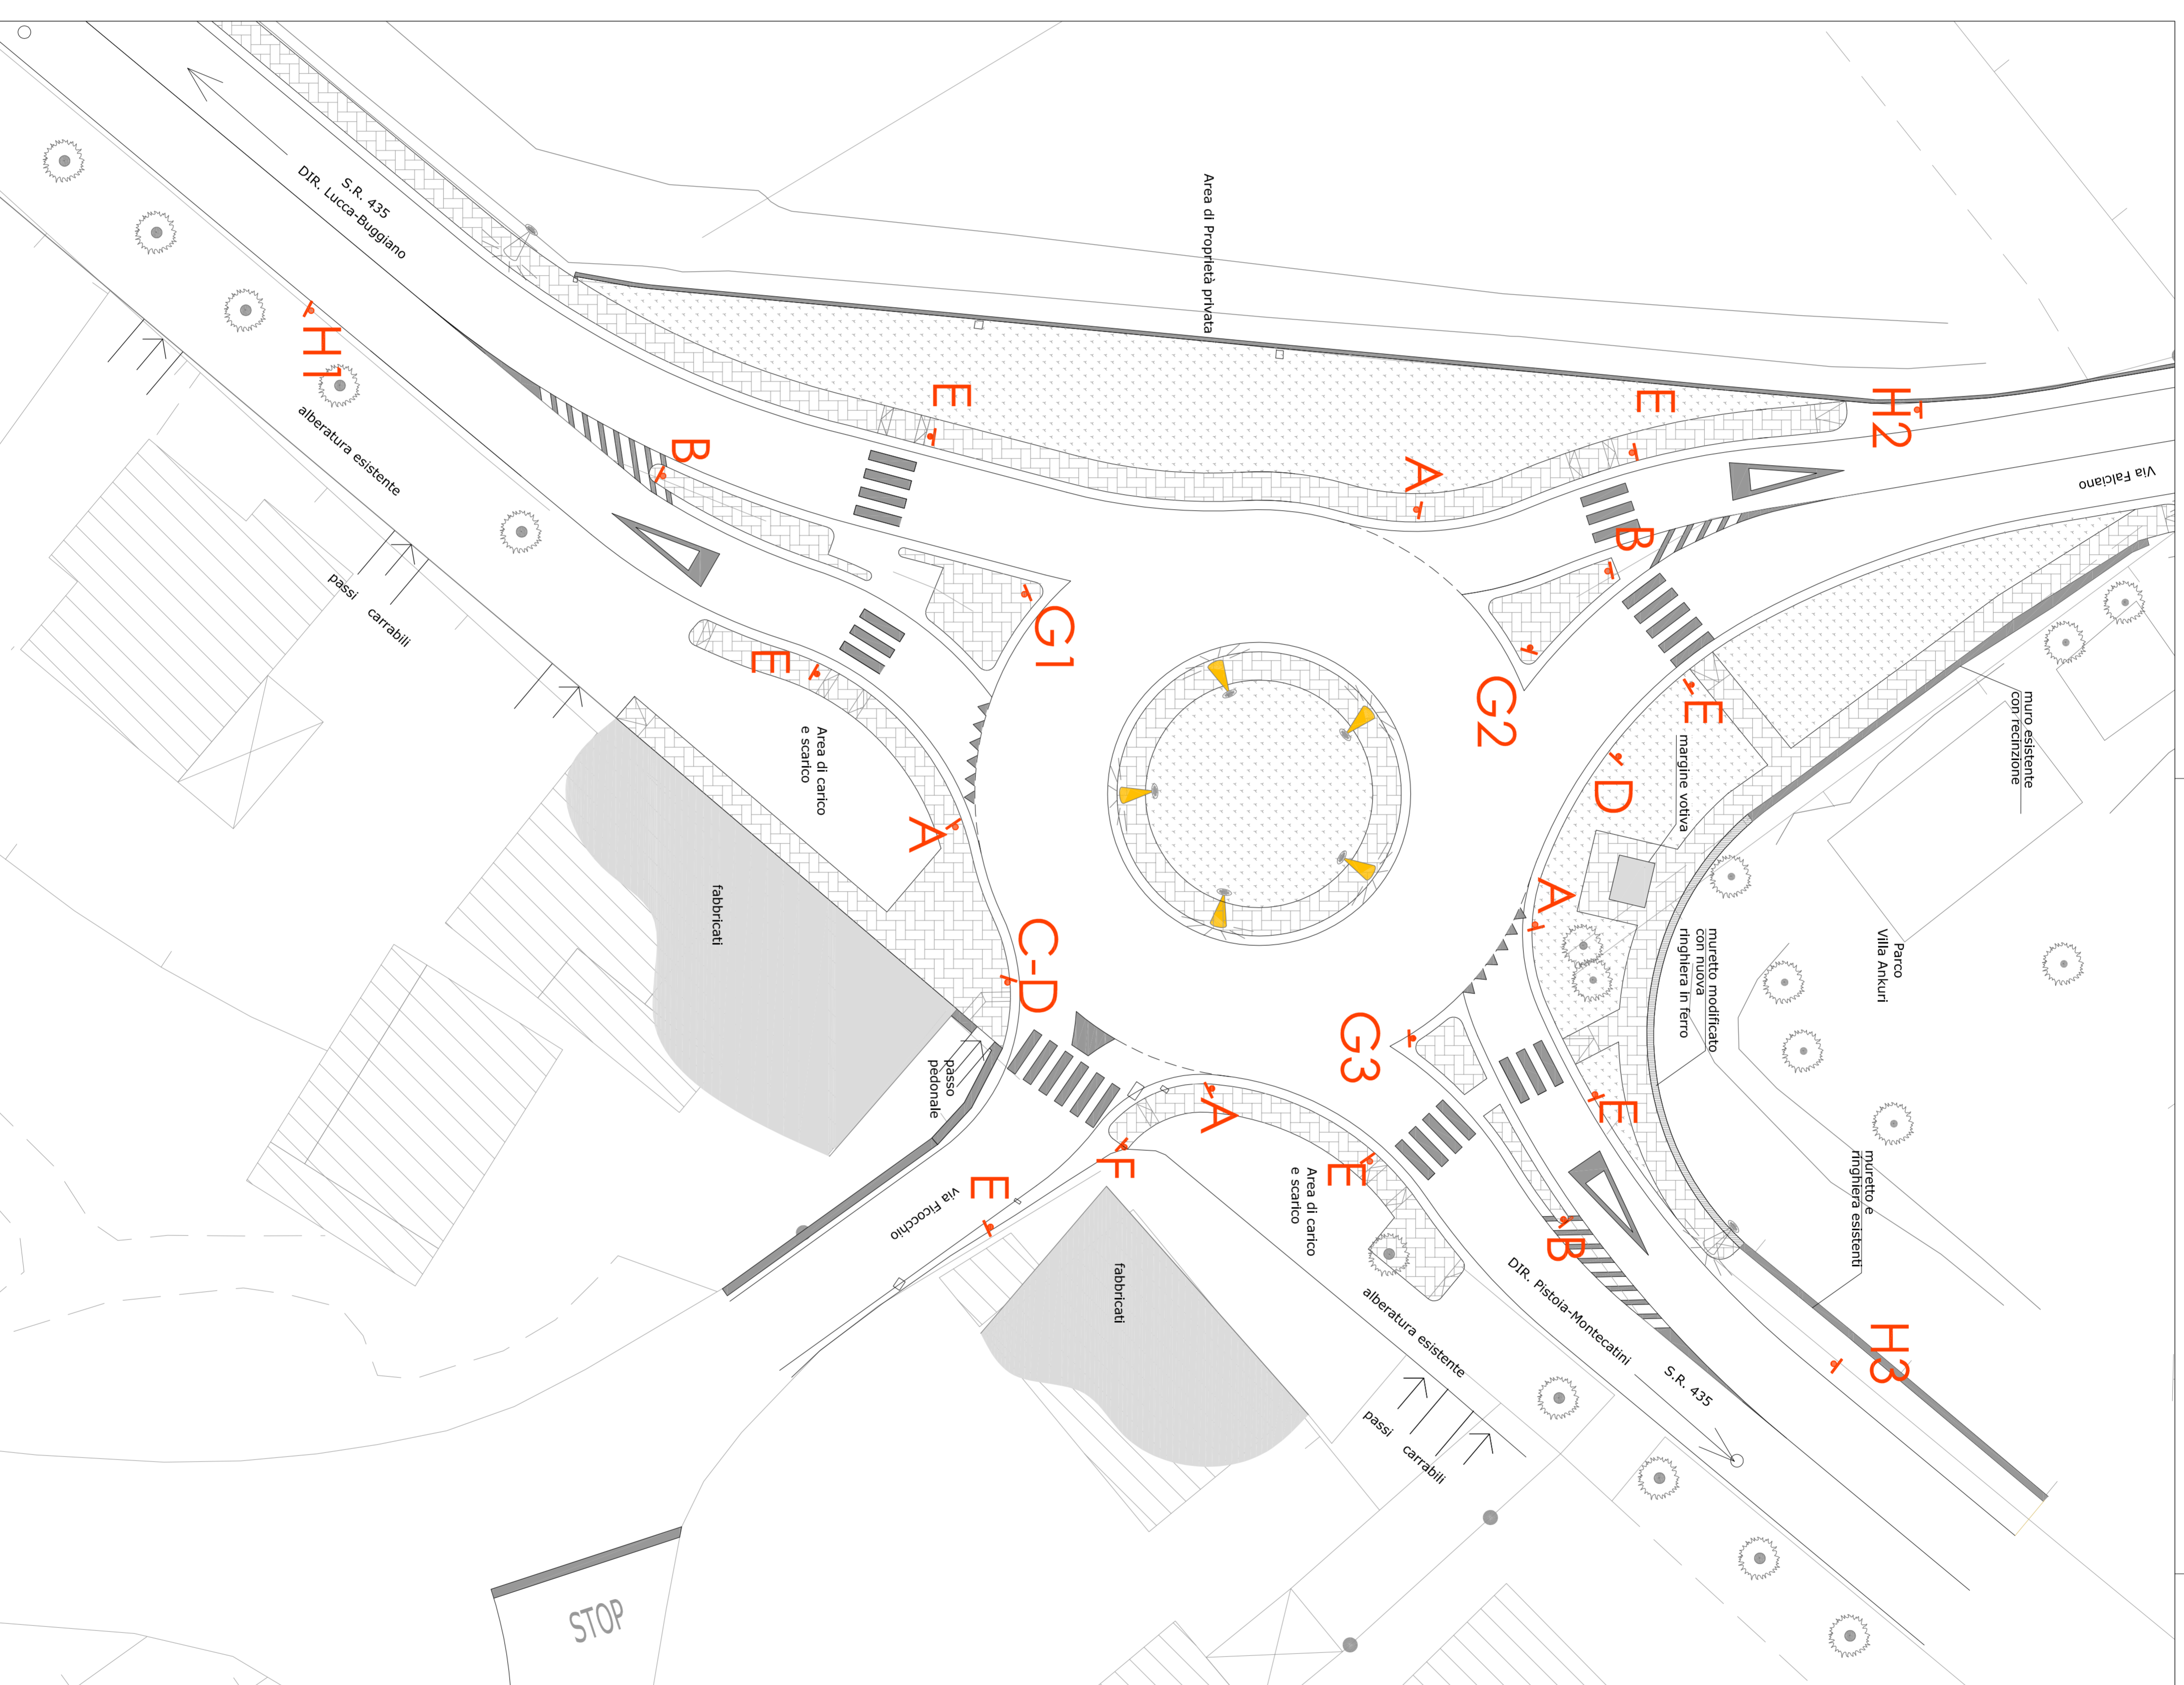 S.R. 435
DIR. Lucca-Buggiano
Area di Proprietà privata
H1
alberatura esistente
passi
carrabili
B
E
E
A
H2
Via Falciano
B
G1
G2
E
E
Area di carico
e scarico
A
fabbricati
C-D
passo
pedonale
D
margine votiva
muro esistente
con recinzione
A
muretto modificato
con nuova
ringhiera in ferro
Parco
Villa Ankuri
G3
A
F
E
via Ficocchio
E
Area di carico
e scarico
E
B
muretto e
ringhiera esistenti
H3
fabbricati
alberatura esistente
DIR. Pistoia-Montecatini
S.R. 435
passi
carrabili
STOP